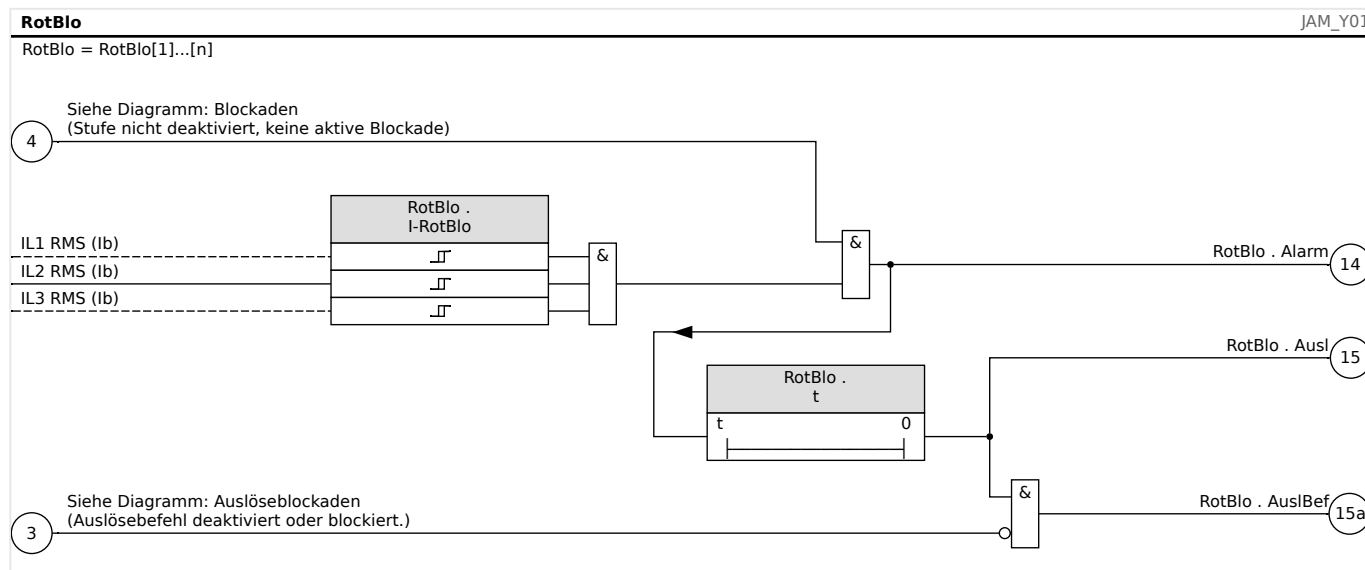 RotBlo
JAM_Y01
RotBlo = RotBlo[1]...[n]
Siehe Diagramm: Blockaden
(Stufe nicht deaktiviert, keine aktive Blockade)
4
RotBlo .
I-RotBlo
IL1 RMS (Ib)
IL2 RMS (Ib)
IL3 RMS (Ib)
&
&
RotBlo . Alarm
14
RotBlo . Ausl
15
RotBlo .
t
t 0
Siehe Diagramm: Auslöseblockaden
(Auslösebefehl deaktiviert oder blockiert.)
3
&
RotBlo . AuslBef
15a